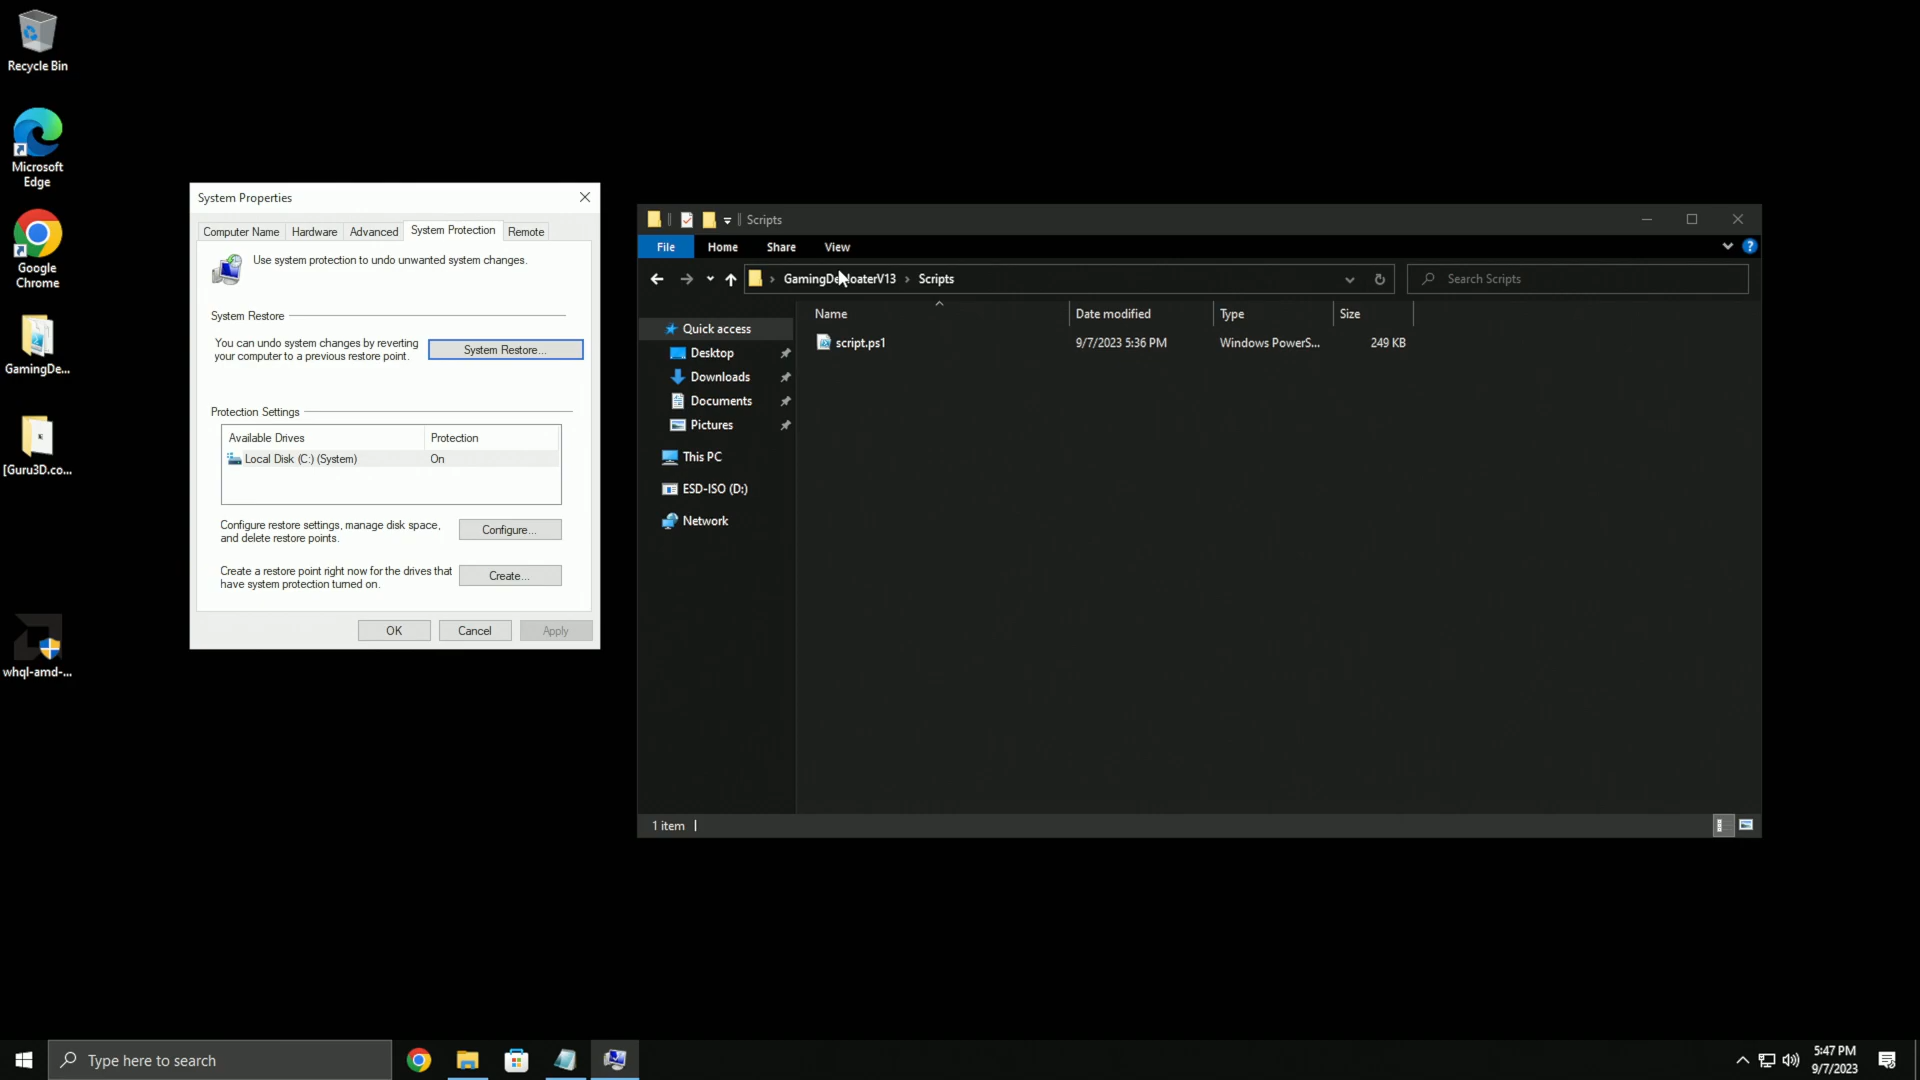 Recycle Bin
Microsoft
Edge
Google
Chrome
GamingDe...
[Guru3D.co...
whql-amd-...
System Properties
Computer Name
Hardware
Advanced
System Protection
Remote
Use system protection to undo unwanted system changes.
System Restore
You can undo system changes by reverting
your computer to a previous restore point.
System Restore...
Protection Settings
Available Drives
Protection
Local Disk (C:) (System)
On
Configure restore settings, manage disk space,
and delete restore points.
Configure...
Create a restore point right now for the drives that
have system protection turned on.
Create...
OK
Cancel
Apply
Scripts
File
Home
Share
View
GamingDebloaterV13
Scripts
Search Scripts
Name
Date modified
Type
Size
script.ps1
9/7/2023 5:36 PM
Windows PowerS...
249 KB
Quick access
Desktop
Downloads
Documents
Pictures
This PC
ESD-ISO (D:)
Network
1 item
Type here to search
5:47 PM
9/7/2023